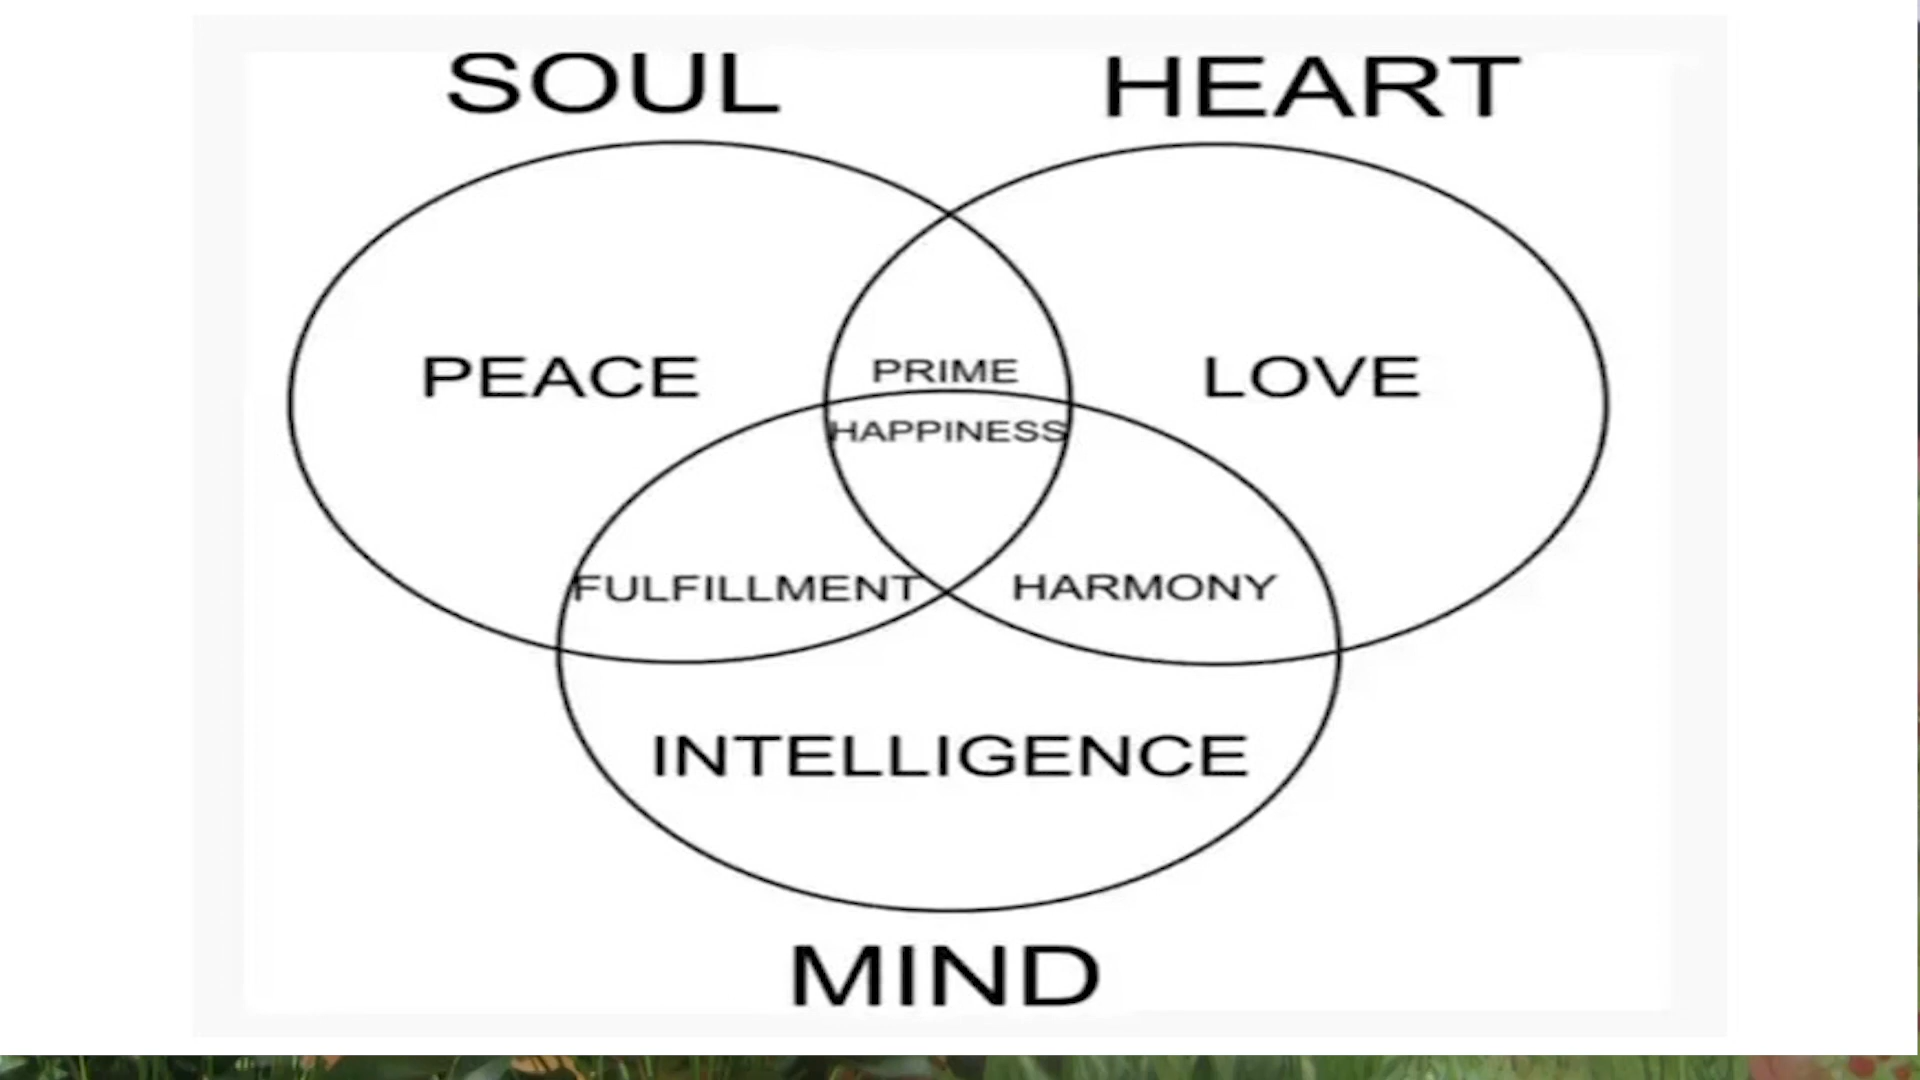 SOUL
HEART
PEACE
PRIME
LOVE
HAPPINESS
FULFILLMENT
HARMONY
INTELLIGENCE
MIND